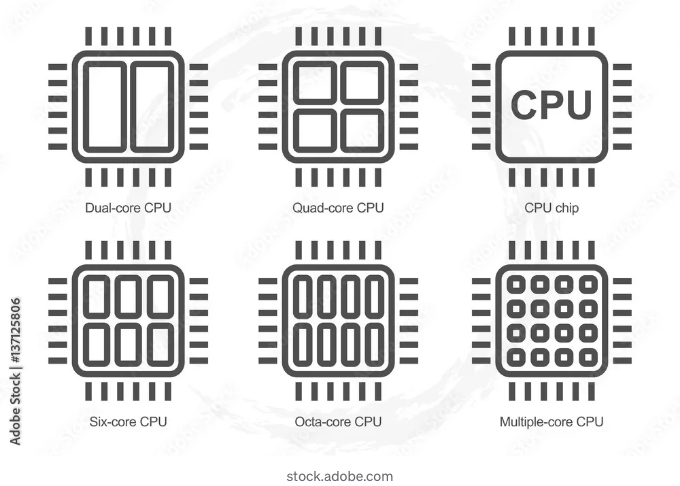 CPU
Dual-core CPU
Quad-core CPU
CPU chip
Six-core CPU
Octa-core CPU
Multiple-core CPU
Adobe Stock | #137125806
stock.adobe.com